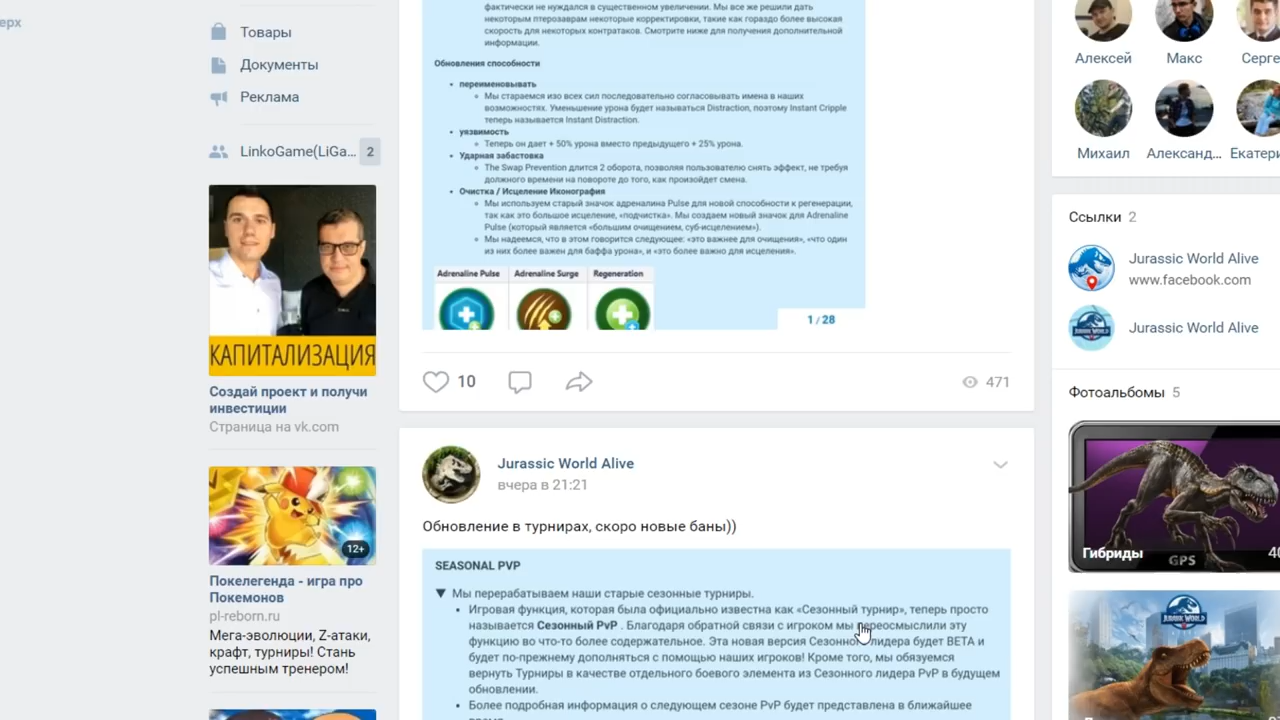 ерх
Товары
Документы
Реклама
LinkoGame(LiGa... 2
КАПИТАЛИЗАЦИЯ
Создай проект и получи
инвестиции
Страница на vk.com
12+
Покелегенда - игра про
Покемонов
pl-reborn.ru
Мега-эволюции, Z-атаки,
крафт, турниры! Стань
успешным тренером!
фактически не нуждался в существенном увеличении. Мы все же решили дать
некоторым птерозаврам некоторые корректировки, такие как гораздо более высокая
скорость для некоторых контратаков. Смотрите ниже для получения дополнительной
информации.
Обновления способности
• переименовывать
Мы стараемся изо всех сил последовательно согласовывать имена в наших
возможностях. Уменьшение урона будет называться Distraction, поэтому Instant Cripple
теперь называется Instant Distraction.
• уязвимость
Теперь он дает + 50% урона вместо предыдущего + 25% урона.
• Ударная забастовка
The Swap Prevention длится 2 оборота, позволяя пользователю снять эффект, не требуя
должного времени на повороте до того, как произойдет смена.
• Очистка / Исцеление Иконография
Мы используем старый значок адреналина Pulse для новой способности к регенерации,
так как это большое исцеление, «подчистка». Мы создаем новый значок для Adrenaline
Pulse (который является «большим очищением, суб-исцелением»).
Мы надеемся, что в этом говорится следующее: «это важнее для очищения», «что один
из них более важен для баффа урона», и «это более важно для исцеления».
Adrenaline Pulse Adrenaline Surge Regeneration
1 / 28
10
471
Jurassic World Alive
вчера в 21:21
Обновление в турнирах, скоро новые баны))
SEASONAL PVP
▼ Мы перерабатываем наши старые сезонные турниры.
• Игровая функция, которая была официально известна как «Сезонный турнир», теперь просто
называется Сезонный PvP . Благодаря обратной связи с игроком мы переосмыслили эту
функцию во что-то более содержательное. Эта новая версия Сезонного лидера будет BETA и
будет по-прежнему дополняться с помощью наших игроков! Кроме того, мы обязуемся
вернуть Турниры в качестве отдельного боевого элемента из Сезонного лидера PvP в будущем
обновлении.
• Более подробная информация о следующем сезоне PvP будет представлена в ближайшее
Алексей Макс Серге
Михаил Александ... Екатери
Ссылки 2
Jurassic World Alive
www.facebook.com
Jurassic World Alive
Фотоальбомы 5
Гибриды 40
GPS